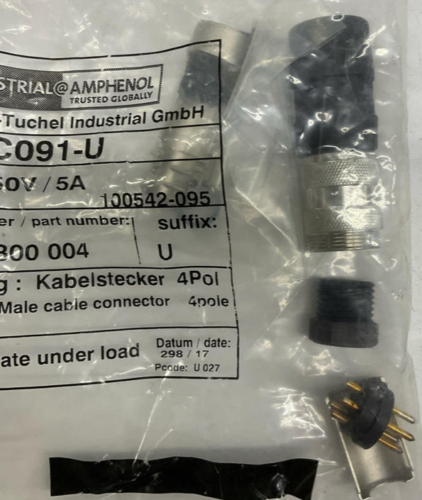 STRIAL@AMPHENOL
TRUSTED GLOBALLY
-Tuchel Industrial GmbH
C091-U
60V / 5A
100542-095
er / part number: suffix:
300 004 U
g : Kabelstecker 4Pol
Male cable connector 4pole
ate under load
Datum / date:
298 / 17
Pcode: U 027